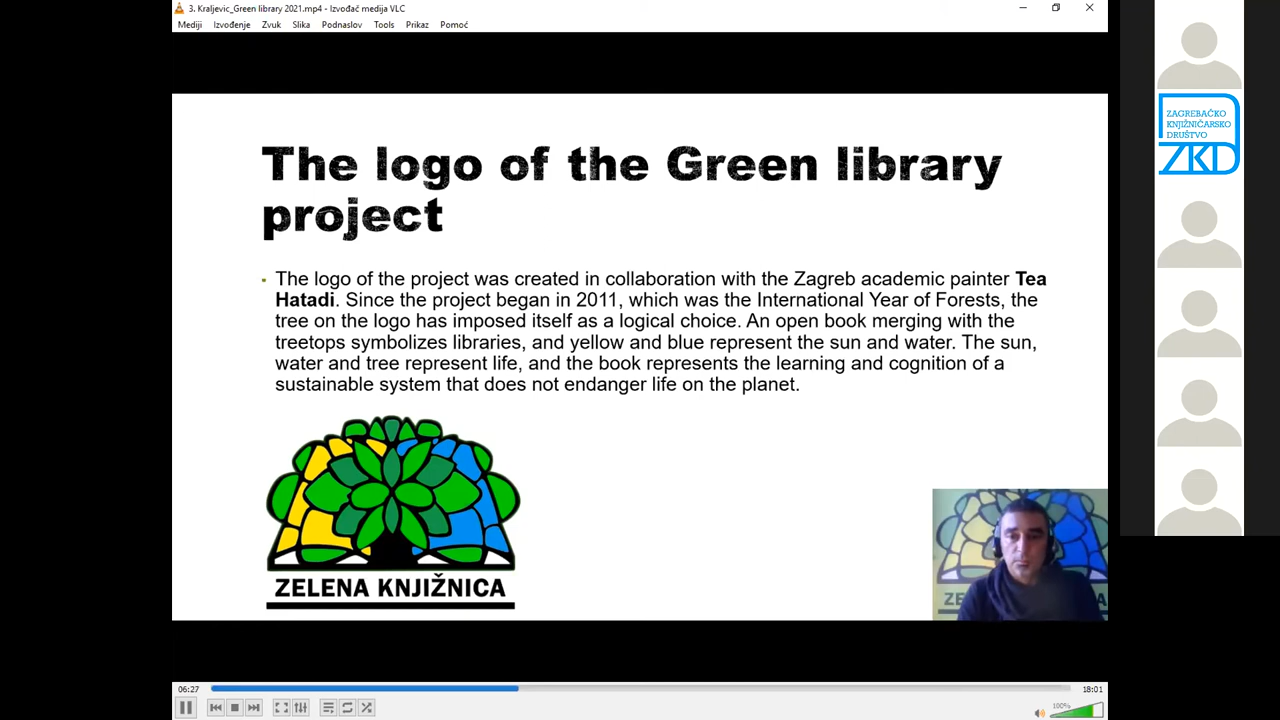 3. Kraljevic_Green library 2021.mp4 - Izvođač medija VLC
Mediji Izvođenje Zvuk Slika Podnaslov Tools Prikaz Pomoć
ZAGREBAČKO
KNJIŽNIČARSKO
DRUŠTVO
ZKD
The logo of the Green library
project
The logo of the project was created in collaboration with the Zagreb academic painter Tea
Hatadi. Since the project began in 2011, which was the International Year of Forests, the
tree on the logo has imposed itself as a logical choice. An open book merging with the
treetops symbolizes libraries, and yellow and blue represent the sun and water. The sun,
water and tree represent life, and the book represents the learning and cognition of a
sustainable system that does not endanger life on the planet.
ZELENA KNJIŽNICA
06:27
18:01
100%